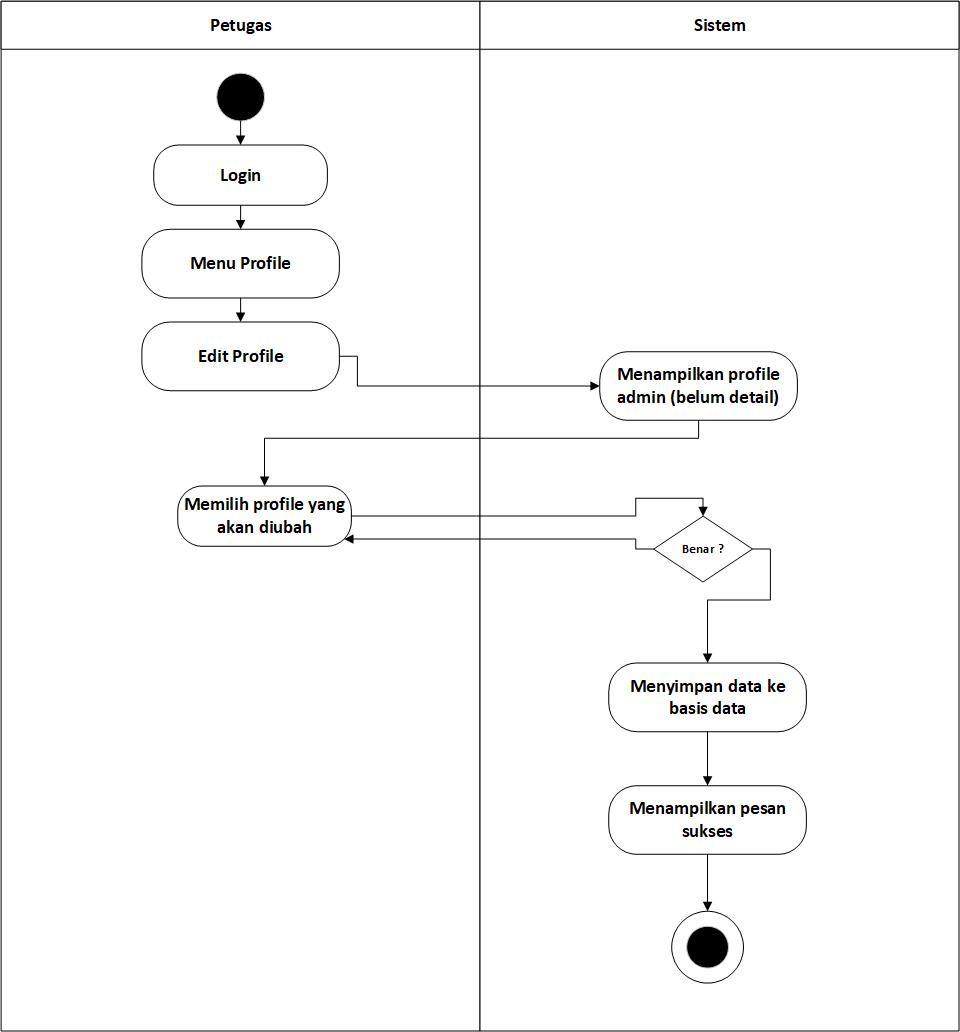 Petugas
Sistem
Login
Menu Profile
Edit Profile
Menampilkan profile
admin (belum detail)
Memilih profile yang
akan diubah
Benar ?
Menyimpan data ke
basis data
Menampilkan pesan
sukses